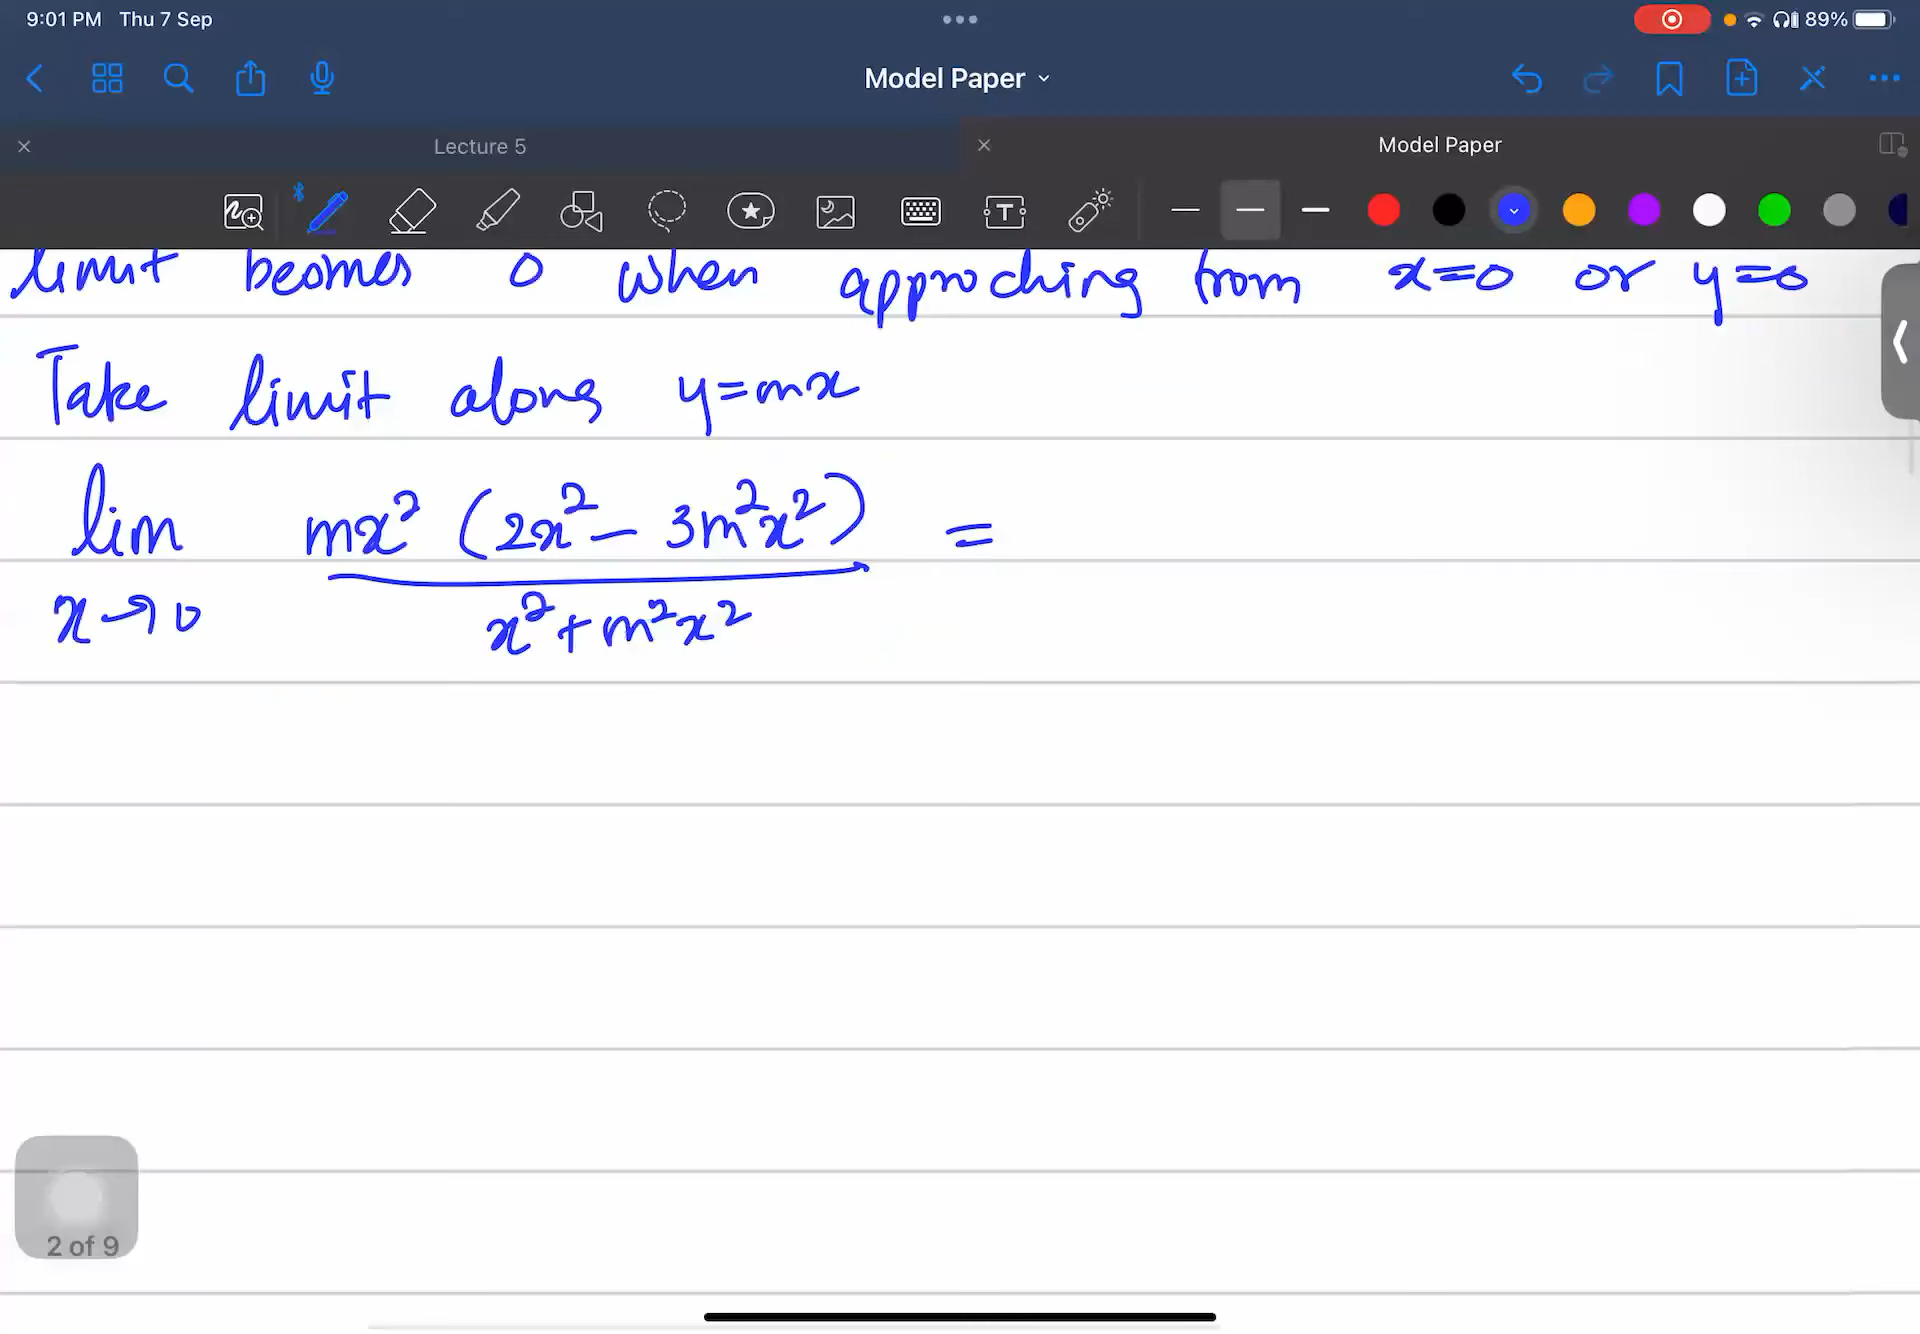 9:01 PM Thu 7 Sep
89%
Model Paper
Lecture 5
Model Paper
T
limit becomes 0 when approching from x=0 or y=0
Take limit along y=mx
lim mx² (2x² - 3m²x²) =
x→0 x²+m²x²
2 of 9